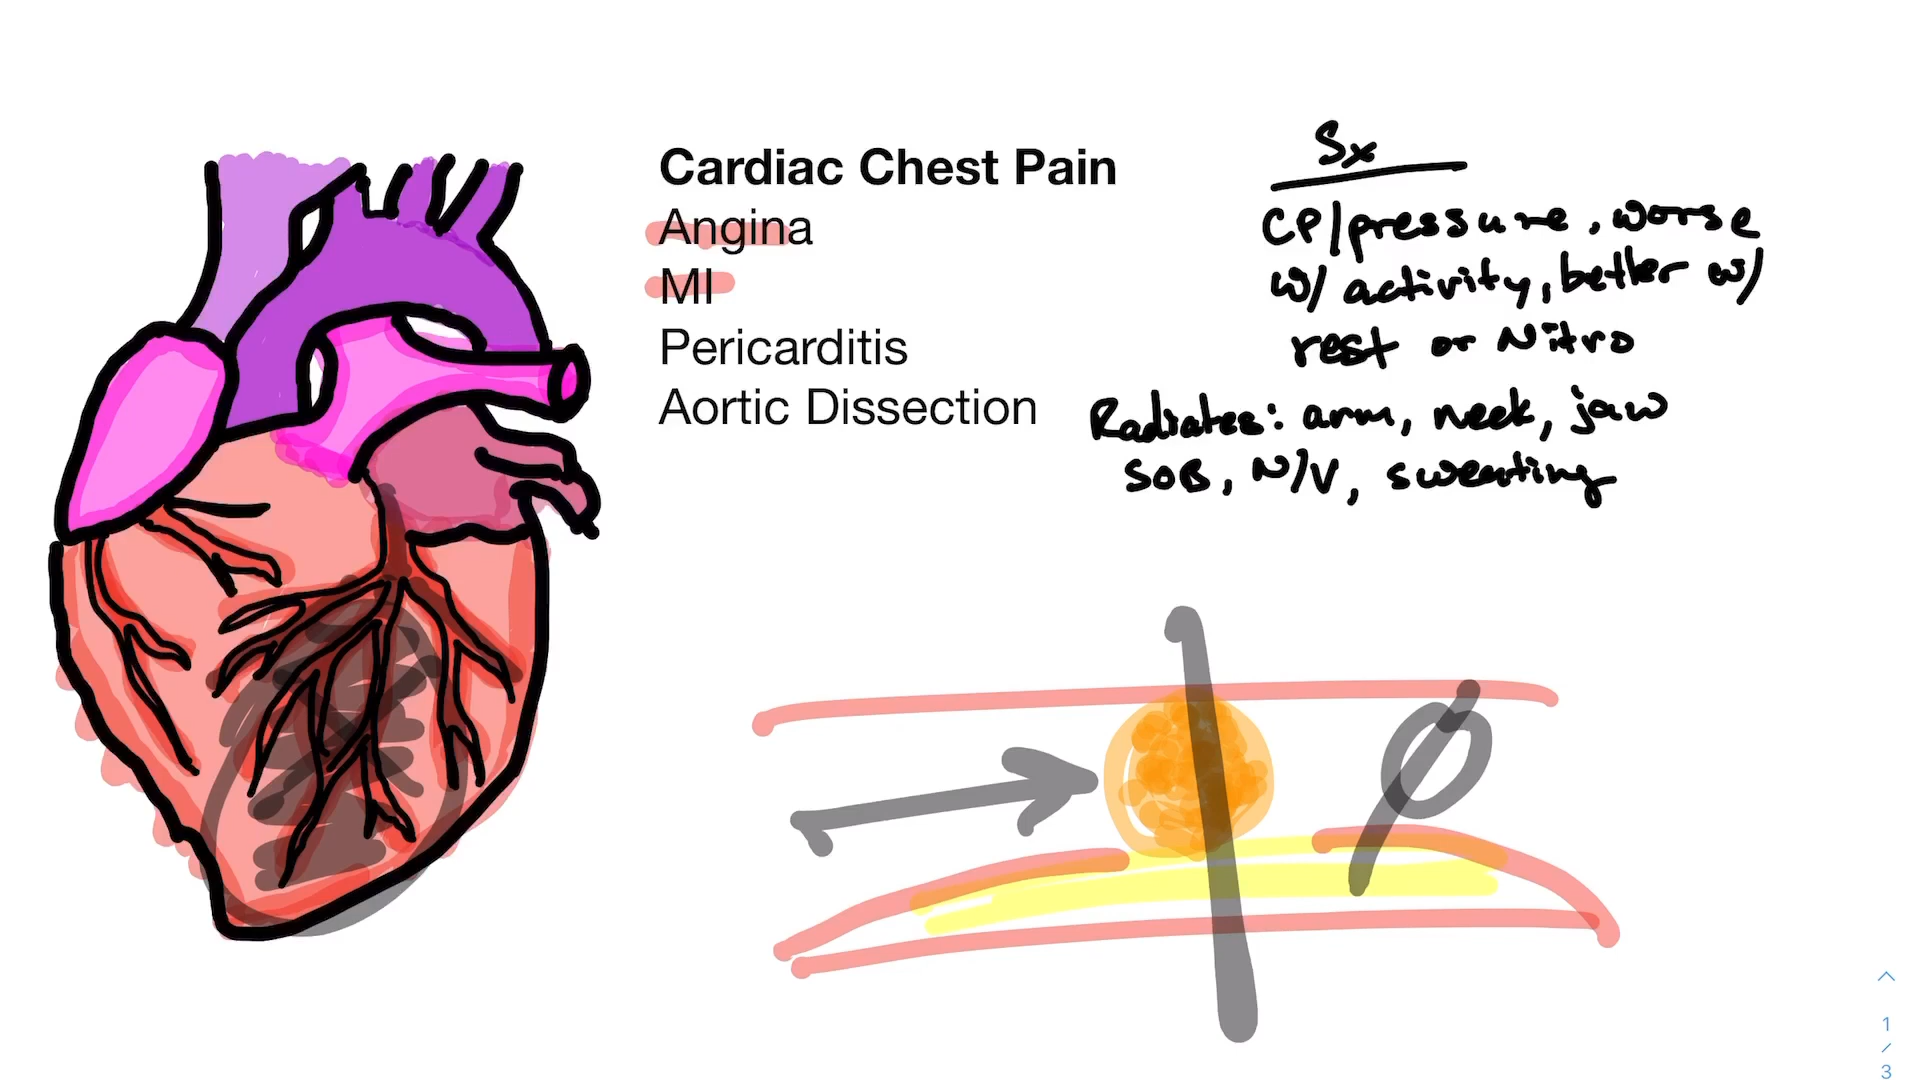 Cardiac Chest Pain
Angina
MI
Pericarditis
Aortic Dissection
Sx
CP/pressure, worse
w/ activity, better w/
rest or Nitro
Radiates: arm, neck, jaw
SOB, N/V, sweating
1
/
3